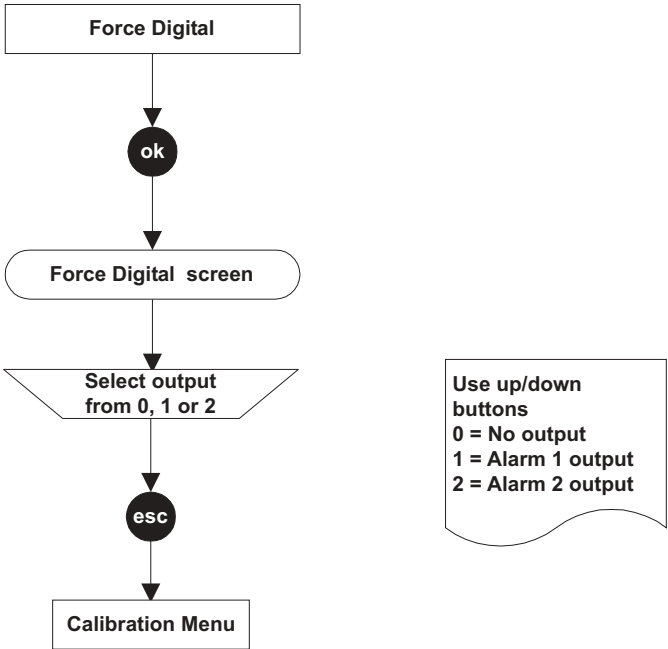 Force Digital
ok
Force Digital screen
Select output
from 0, 1 or 2
esc
Calibration Menu
Use up/down
buttons
0 = No output
1 = Alarm 1 output
2 = Alarm 2 output